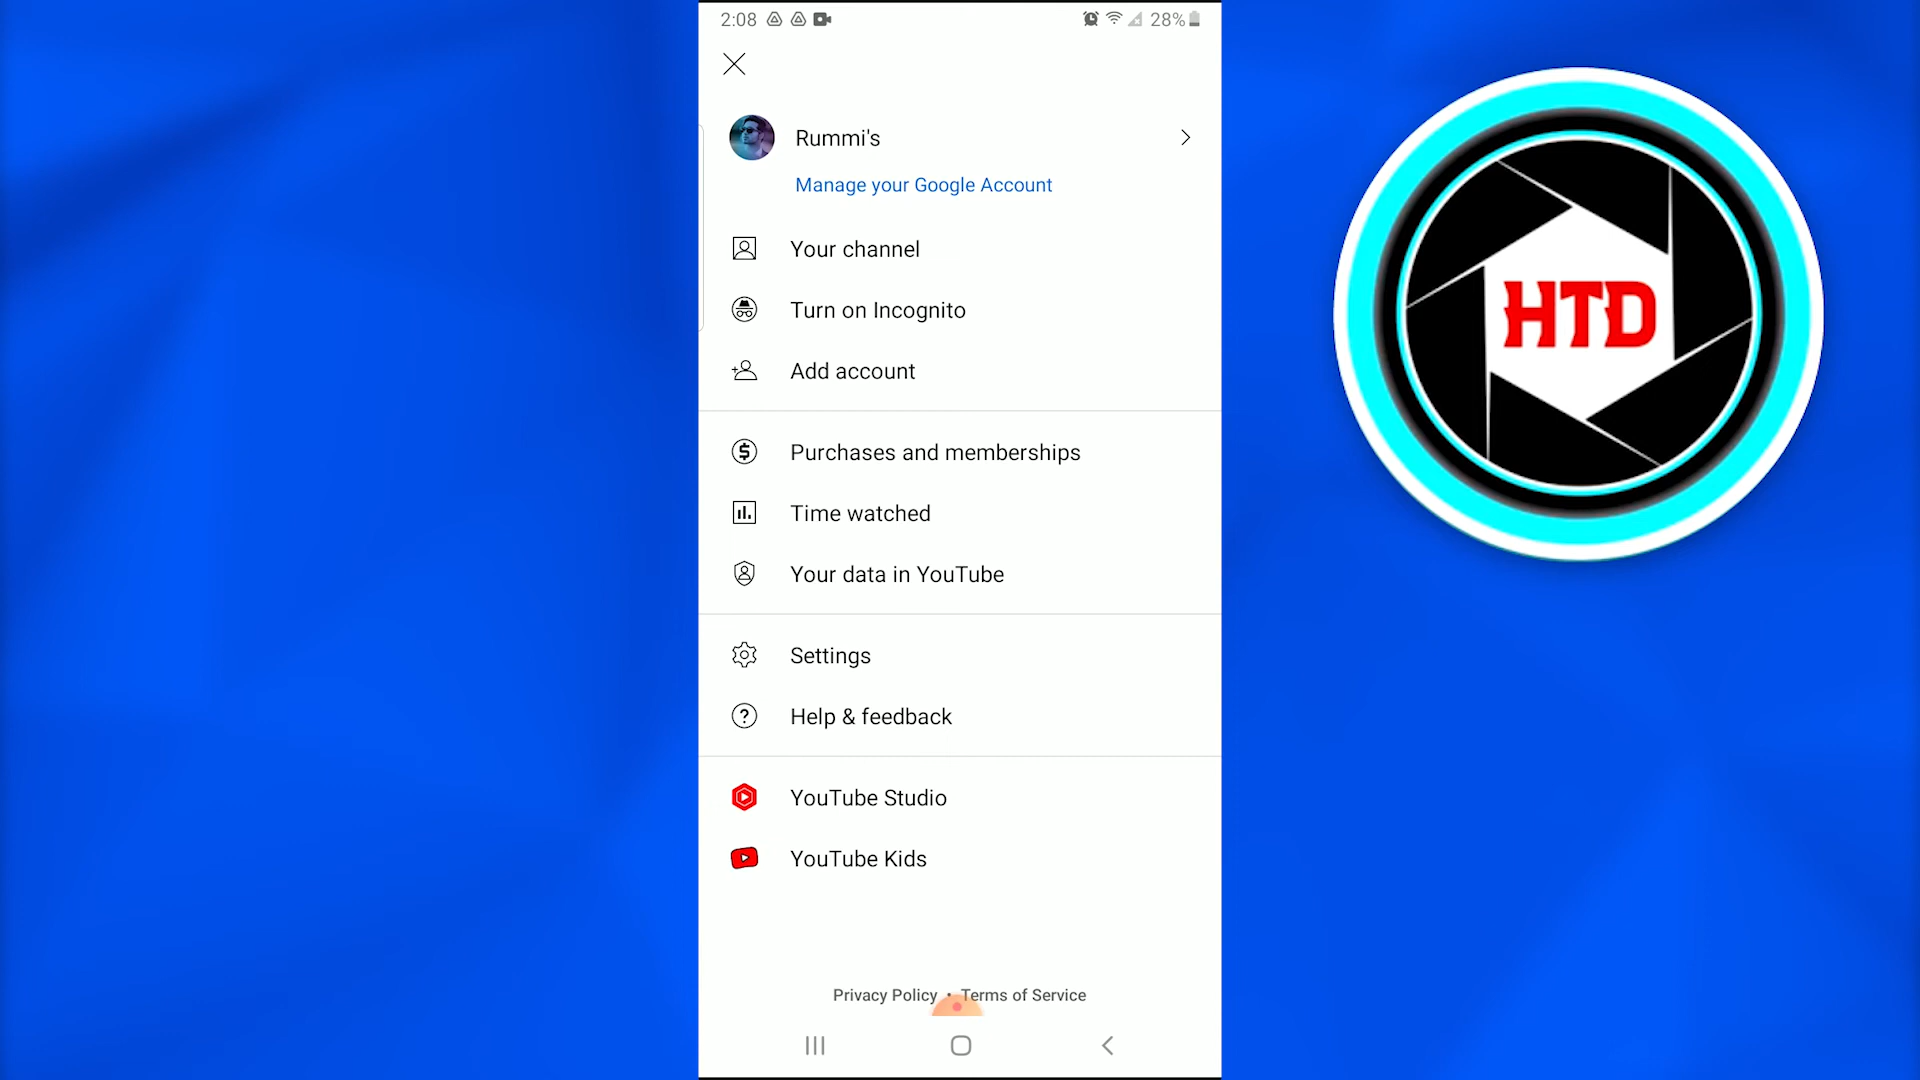 2:08
28%
Rummi's
Manage your Google Account
Your channel
Turn on Incognito
Add account
Purchases and memberships
Time watched
Your data in YouTube
Settings
Help & feedback
YouTube Studio
YouTube Kids
Privacy Policy • Terms of Service
HTD